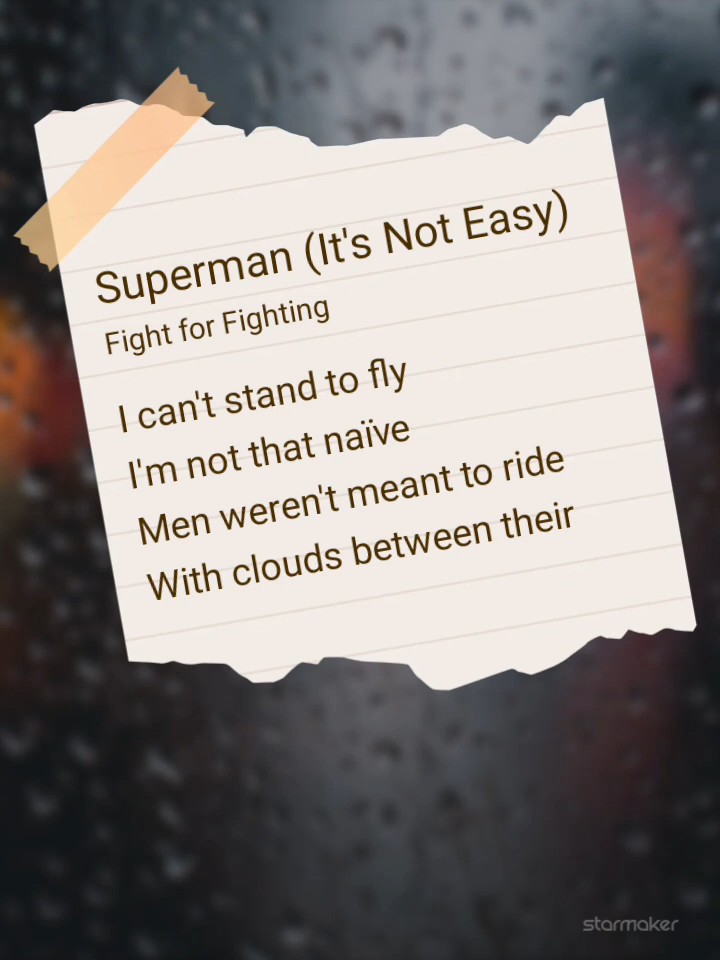 Superman (It's Not Easy)
Fight for Fighting
I can't stand to fly
I'm not that naïve
Men weren't meant to ride
With clouds between their
starmaker